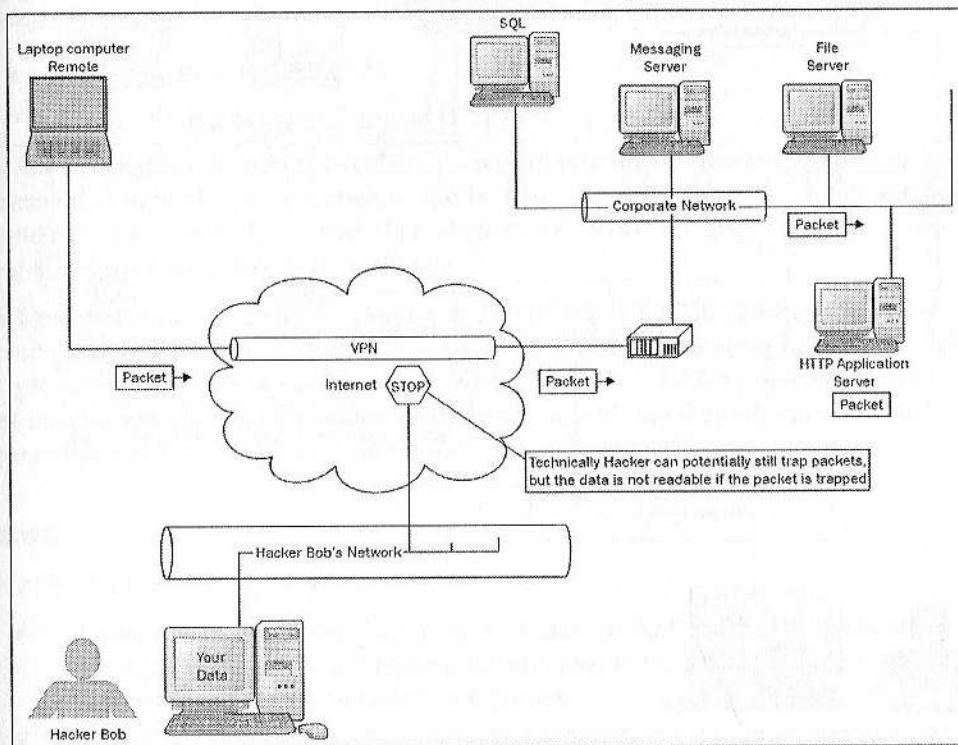 SQL
Laptop computer
Remote
Messaging
Server
File
Server
Corporate Network
Packet
VPN
Packet
Internet
STOP
Packet
HTTP Application
Server
Packet
Technically Hacker can potentially still trap packets,
but the data is not readable if the packet is trapped
Hacker Bob's Network
Your
Data
Hacker Bob